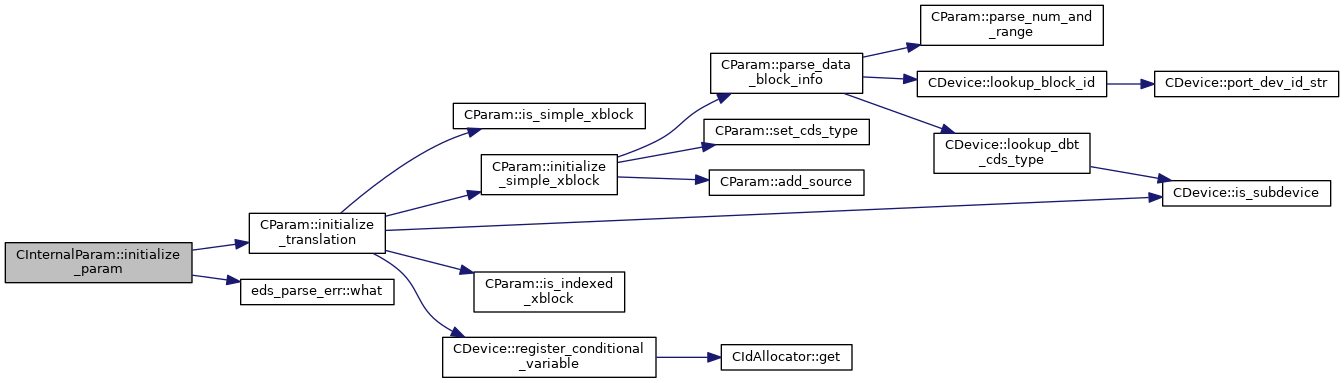 CInternalParam::initialize
_param
CParam::initialize
_translation
eds_parse_err::what
CParam::is_simple_xblock
CParam::initialize
_simple_xblock
CParam::is_indexed
_xblock
CDevice::register_conditional
_variable
CParam::parse_data
_block_info
CParam::set_cds_type
CParam::add_source
CIdAllocator::get
CParam::parse_num_and
_range
CDevice::lookup_block_id
CDevice::lookup_dbt
_cds_type
CDevice::port_dev_id_str
CDevice::is_subdevice